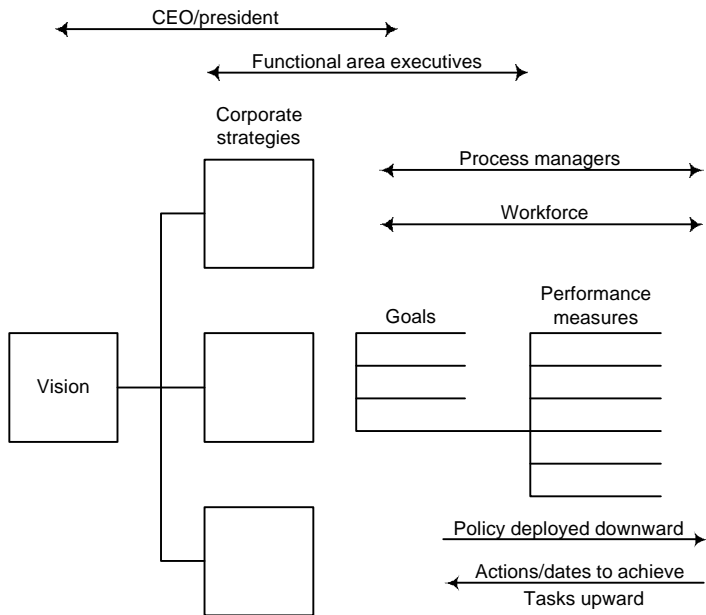 CEO/president
Functional area executives
Corporate
strategies
Process managers
Workforce
Goals
Performance
measures
Vision
Policy deployed downward
Actions/dates to achieve
Tasks upward